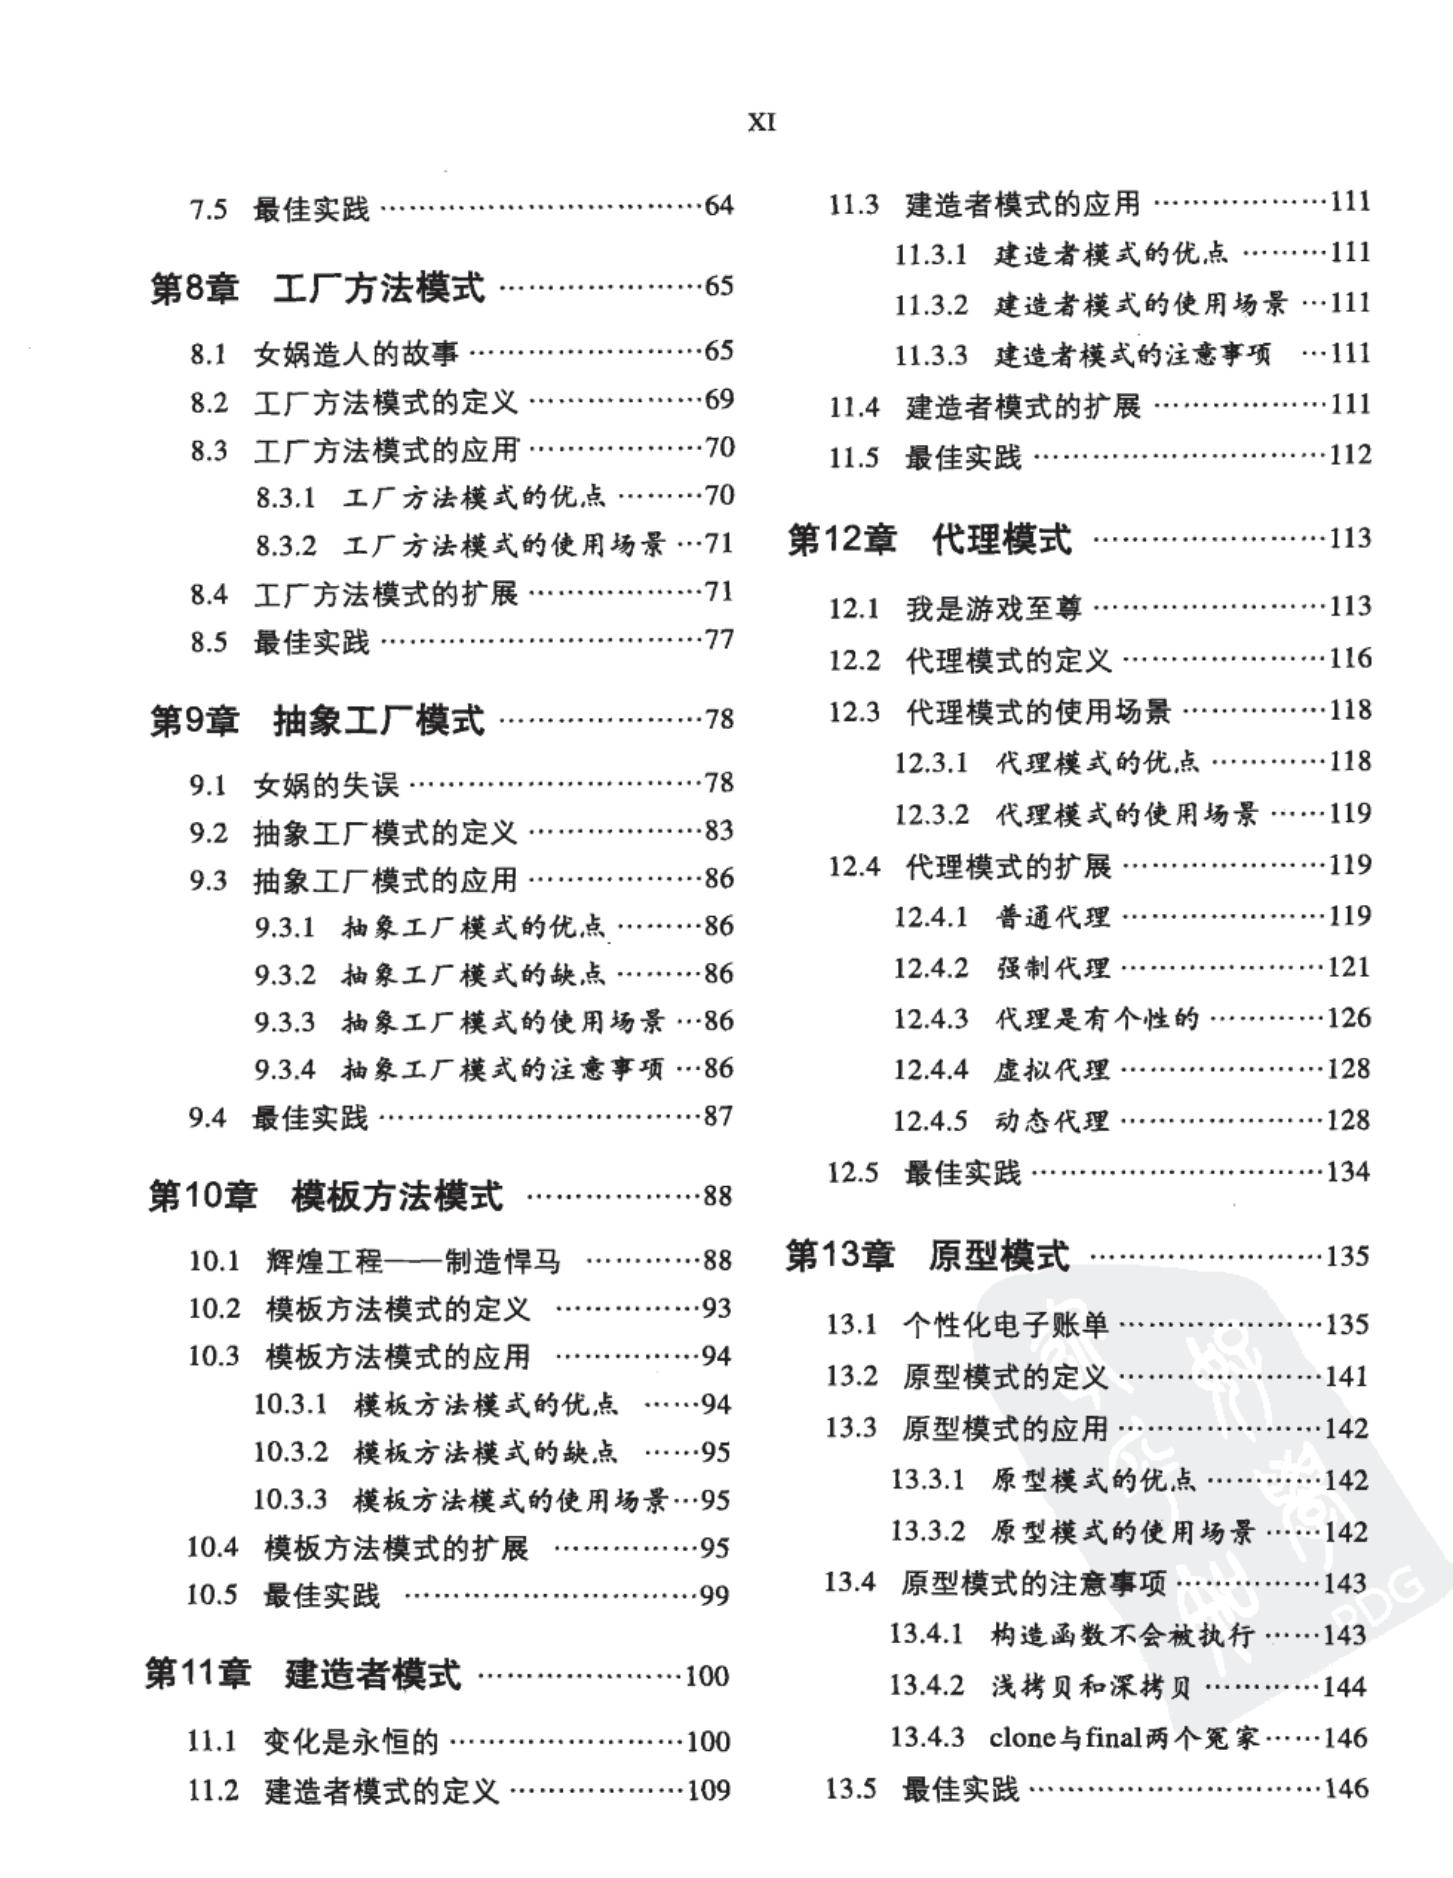 XI
7.5 最佳实践 ································64
第8章 工厂方法模式 ····················65
8.1 女娲造人的故事 ·······················65
8.2 工厂方法模式的定义 ·················69
8.3 工厂方法模式的应用 ·················70
8.3.1 工厂方法模式的优点 ·········70
8.3.2 工厂方法模式的使用场景 ···71
8.4 工厂方法模式的扩展 ·················71
8.5 最佳实践 ································77
第9章 抽象工厂模式 ····················78
9.1 女娲的失误 ·····························78
9.2 抽象工厂模式的定义 ·················83
9.3 抽象工厂模式的应用 ·················86
9.3.1 抽象工厂模式的优点 ·········86
9.3.2 抽象工厂模式的缺点 ·········86
9.3.3 抽象工厂模式的使用场景 ···86
9.3.4 抽象工厂模式的注意事项 ···86
9.4 最佳实践 ································87
第10章 模板方法模式 ·················88
10.1 辉煌工程——制造悍马 ············88
10.2 模板方法模式的定义 ···············93
10.3 模板方法模式的应用 ···············94
10.3.1 模板方法模式的优点 ······94
10.3.2 模板方法模式的缺点 ······95
10.3.3 模板方法模式的使用场景···95
10.4 模板方法模式的扩展 ···············95
10.5 最佳实践 ·····························99
第11章 建造者模式 ····················100
11.1 变化是永恒的 ·······················100
11.2 建造者模式的定义 ·················109
11.3 建造者模式的应用 ·················111
11.3.1 建造者模式的优点 ·········111
11.3.2 建造者模式的使用场景 ···111
11.3.3 建造者模式的注意事项 ···111
11.4 建造者模式的扩展 ·················111
11.5 最佳实践 ·····························112
第12章 代理模式 ·······················113
12.1 我是游戏至尊 ·······················113
12.2 代理模式的定义 ····················116
12.3 代理模式的使用场景 ··············118
12.3.1 代理模式的优点 ············118
12.3.2 代理模式的使用场景 ······119
12.4 代理模式的扩展 ····················119
12.4.1 普通代理 ····················119
12.4.2 强制代理 ····················121
12.4.3 代理是有个性的 ············126
12.4.4 虚拟代理 ····················128
12.4.5 动态代理 ····················128
12.5 最佳实践 ·····························134
第13章 原型模式 ·······················135
13.1 个性化电子账单 ····················135
13.2 原型模式的定义 ····················141
13.3 原型模式的应用 ····················142
13.3.1 原型模式的优点 ············142
13.3.2 原型模式的使用场景 ······142
13.4 原型模式的注意事项 ··············143
13.4.1 构造函数不会被执行 ······143
13.4.2 浅拷贝和深拷贝 ············144
13.4.3 clone与final两个冤家······146
13.5 最佳实践 ·····························146
PDG